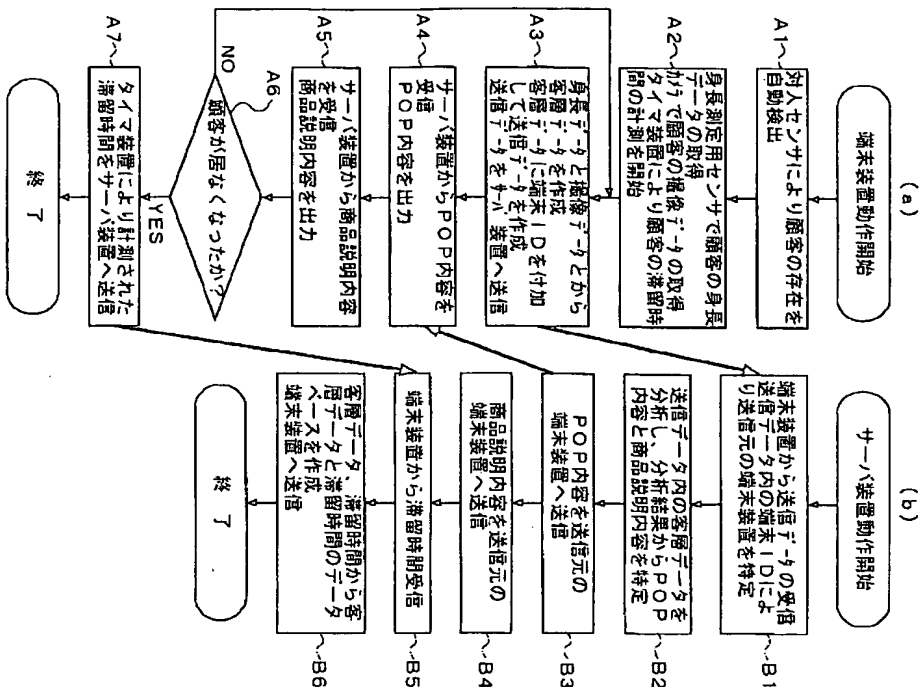 (a)
端末装置動作開始
A1
対人センサにより顧客の存在を
自動検出
A2
身長測定用センサで顧客の身長
データの取得
カメラで顧客の撮像データの取得
タイマ装置により顧客の滞留時
間の計測を開始
A3
身長データと撮像データとから
客層データを作成
客層データに端末IDを付加
して送信データを作成
送信データをサーバ装置へ送信
A4
サーバ装置からPOP内容を
受信
POP内容を出力
A5
サーバ装置から商品説明内容
を受信
商品説明内容を出力
A6
顧客が居なくなったか?
NO
YES
A7
タイマ装置により計測された
滞留時間をサーバ装置へ送信
終 了
(b)
サーバ装置動作開始
端末装置から送信データの受信
送信データ内の端末IDによ
り送信元の端末装置を特定
B1
送信データ内の客層データを
分析し、分析結果からPOP
内容と商品説明内容を特定
B2
POP内容を送信元の
端末装置へ送信
B3
商品説明内容を送信元の
端末装置へ送信
B4
端末装置から滞留時間受信
B5
客層データ、滞留時間から客
層データと滞留時間のデータ
ベースを作成
端末装置へ送信
B6
終 了